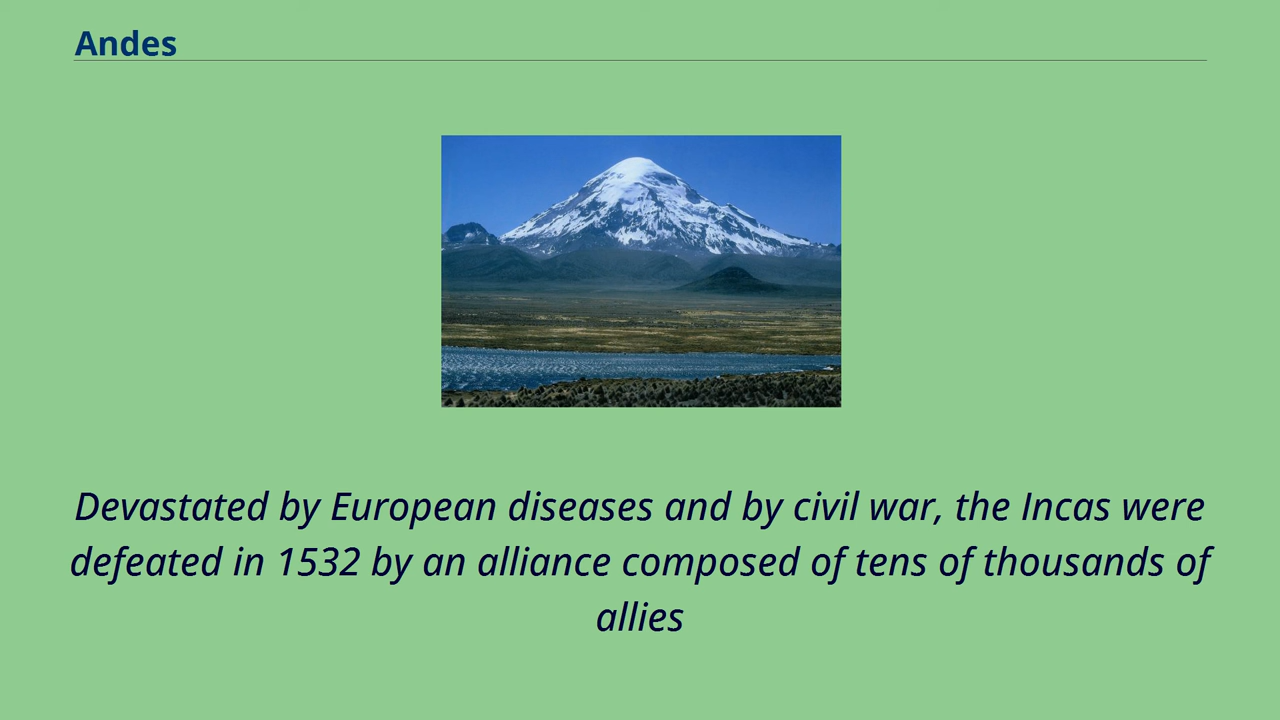 Andes
Devastated by European diseases and by civil war, the Incas were
defeated in 1532 by an alliance composed of tens of thousands of
allies